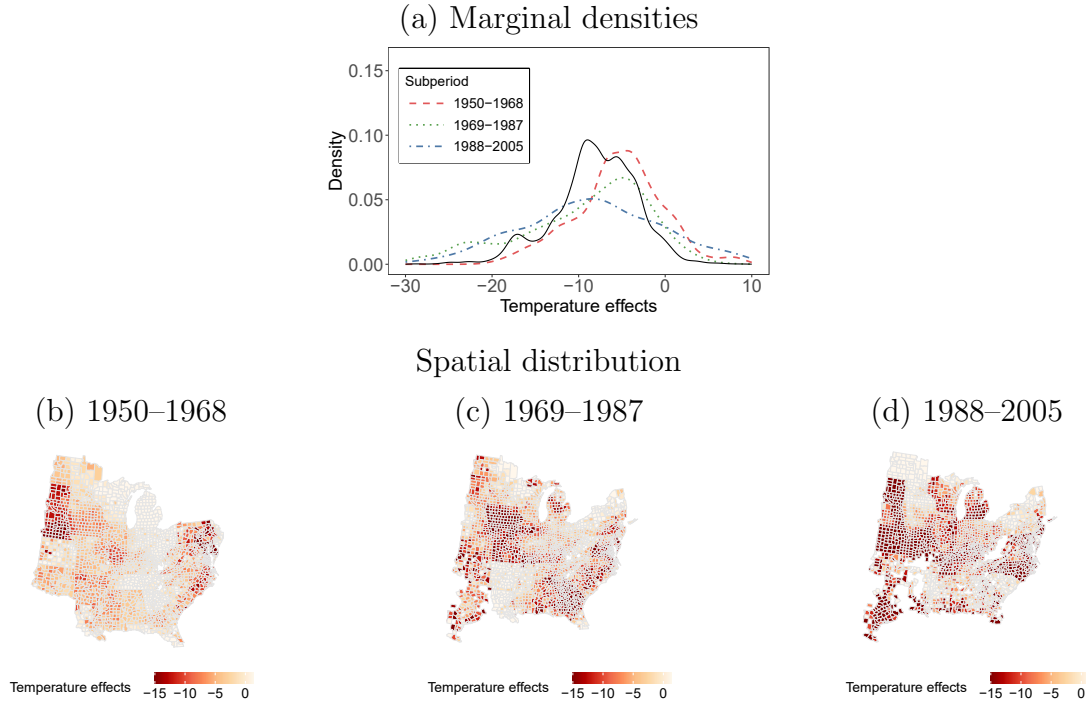 (a) Marginal densities
0.15
0.10
0.05
0.00
Density
Subperiod
1950−1968
1969−1987
1988−2005
−30 −20 −10 0 10
Temperature effects
Spatial distribution
(b) 1950–1968 (c) 1969–1987 (d) 1988–2005
Temperature effects −15 −10 −5 0 Temperature effects −15 −10 −5 0 Temperature effects −15 −10 −5 0